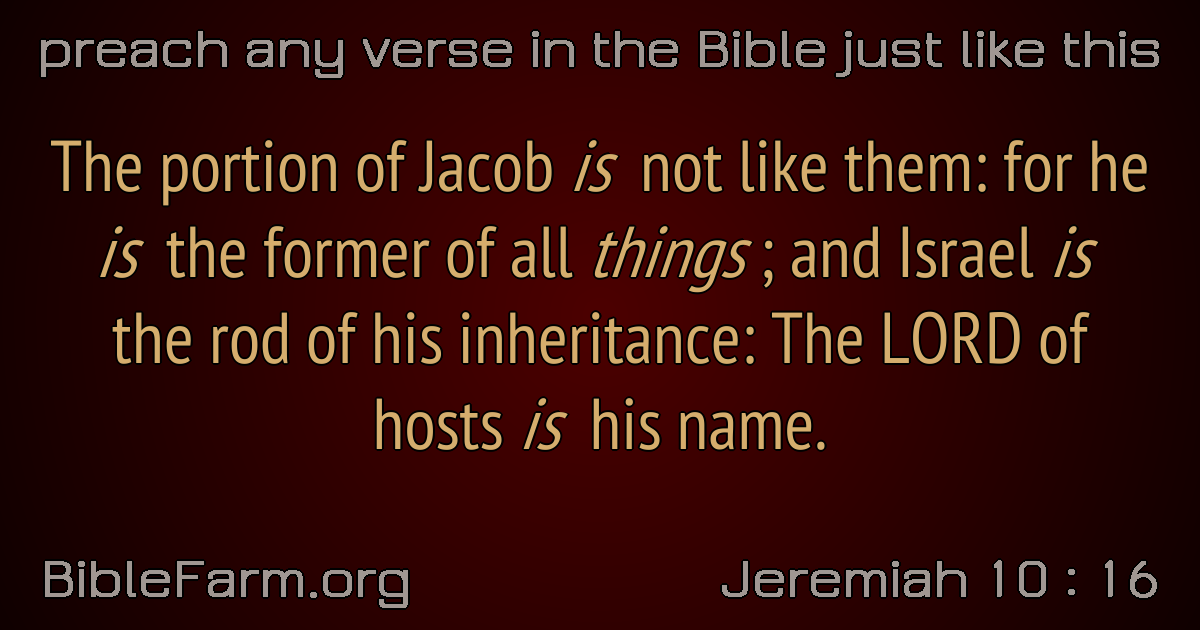 preach any verse in the Bible just like this
The portion of Jacob is not like them: for he
is the former of all things ; and Israel is
the rod of his inheritance: The LORD of
hosts is his name.
BibleFarm.org
Jeremiah 10 : 16